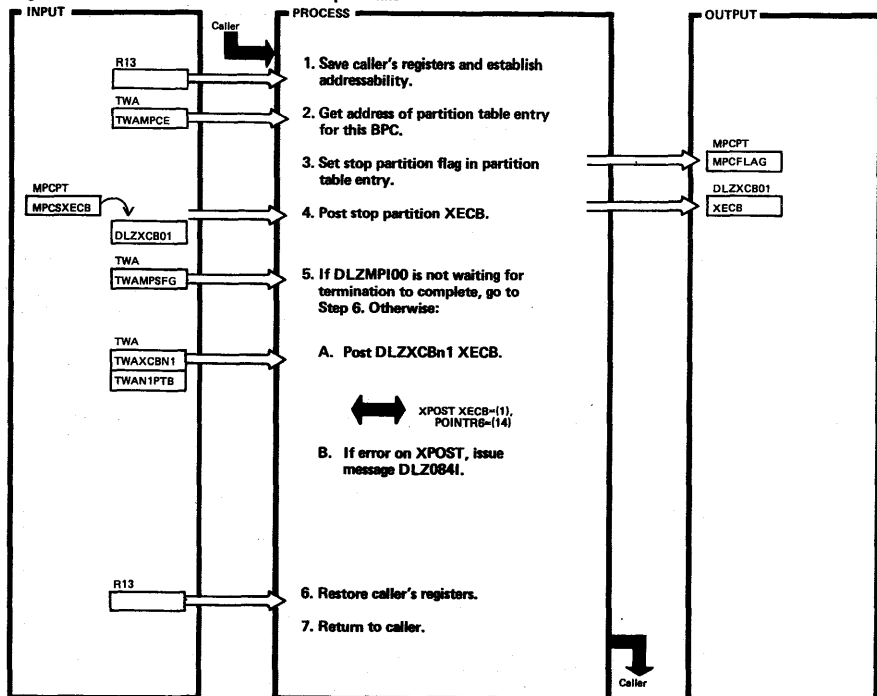 INPUT
PROCESS
OUTPUT
Caller
R13
1. Save caller's registers and establish
addressability.
TWA
TWAMPCE
2. Get address of partition table entry
for this BPC.
3. Set stop partition flag in partition
table entry.
MPCPT
MPCFLAG
MPCPT
MPCSXECB
DLZXCB01
4. Post stop partition XECB.
DLZXCB01
XECB
TWA
TWAMPSFG
5. If DLZMPI00 is not waiting for
termination to complete, go to
Step 6. Otherwise:
TWA
TWAXCBN1
TWAN1PTB
A. Post DLZXCBn1 XECB.
XPOST XECB=(1),
POINTR6=(14)
B. If error on XPOST, issue
message DLZ084I.
R13
6. Restore caller's registers.
7. Return to caller.
Caller